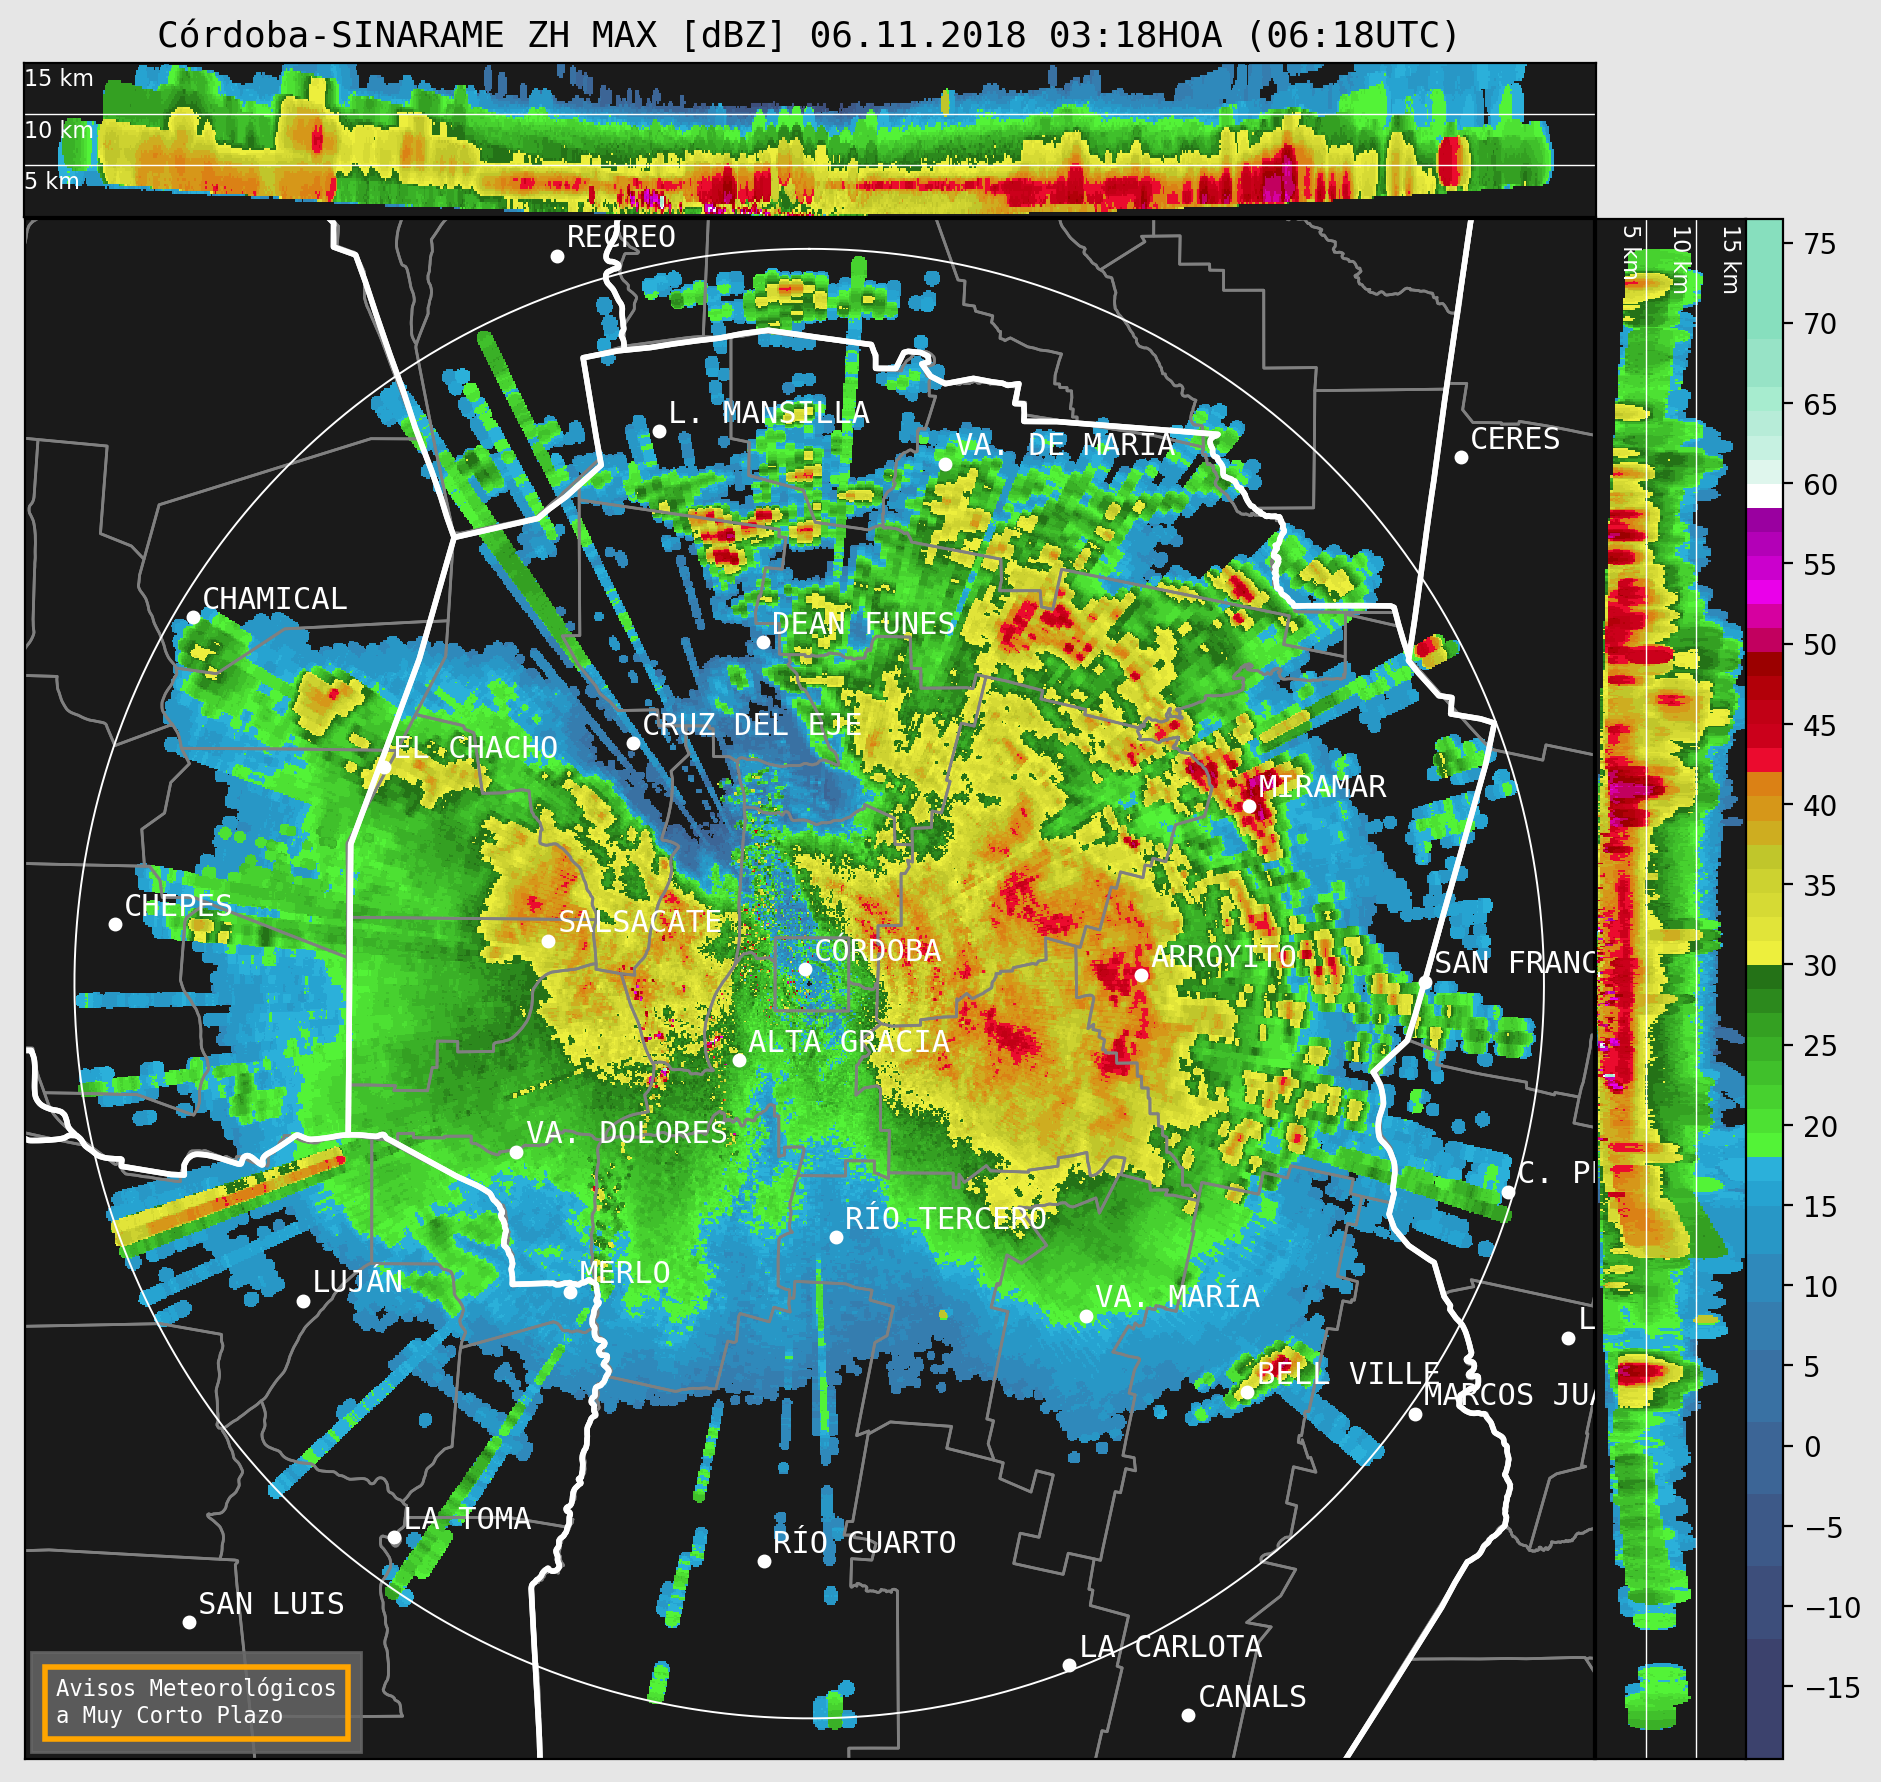 Córdoba-SINARAME ZH MAX [dBZ] 06.11.2018 03:18HOA (06:18UTC)
15 km
10 km
5 km
5 km
10 km
15 km
RECREO
L. MANSILLA
VA. DE MARÍA
CERES
CHAMICAL
DEAN FUNES
CRUZ DEL EJE
EL CHACHO
MIRAMAR
CHEPES
SALSACATE
CÓRDOBA
ARROYITO
SAN FRANC
ALTA GRACIA
VA. DOLORES
C. PE
RÍO TERCERO
MERLO
LUJÁN
VA. MARÍA
L
BELL VILLE
MARCOS JUÁ
LA TOMA
RÍO CUARTO
SAN LUIS
LA CARLOTA
CANALS
Avisos Meteorológicos
a Muy Corto Plazo
75
70
65
60
55
50
45
40
35
30
25
20
15
10
5
0
−5
−10
−15